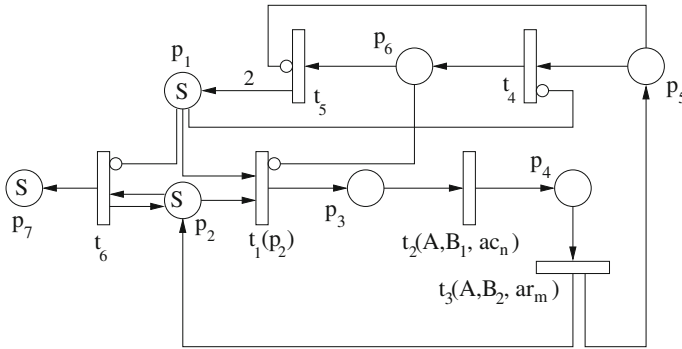 p₁
p₆
2
t₅
t₄
p₅
S
S
S
p₄
p₇
t₆
p₂
t₁(p₂)
p₃
t₂(A,B₁, acₙ)
t₃(A,B₂, arₘ)